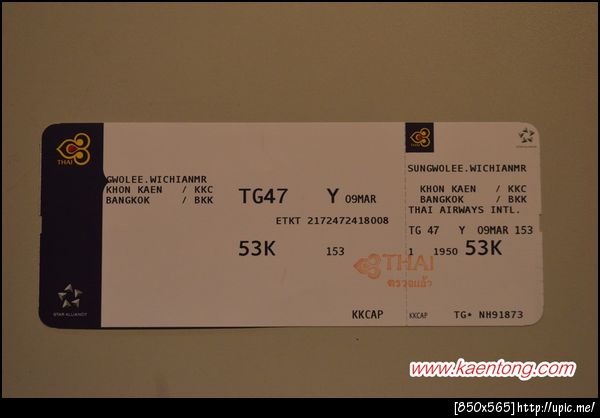 THAI
GWOLEE.WICHIANMR
KHON KAEN / KKC
BANGKOK / BKK
TG47 Y 09MAR
ETKT 2172472418008
53K 153
THAI
ตรวจแล้ว
STAR ALLIANCE
KKCAP
THAI
SUNGWOLEE.WICHIANMR
KHON KAEN / KKC
BANGKOK / BKK
THAI AIRWAYS INTL.
TG 47 Y 09MAR 153
1 1950 53K
KKCAP TG* NH91873
www.kaentong.com
[850x565]http://upic.me/